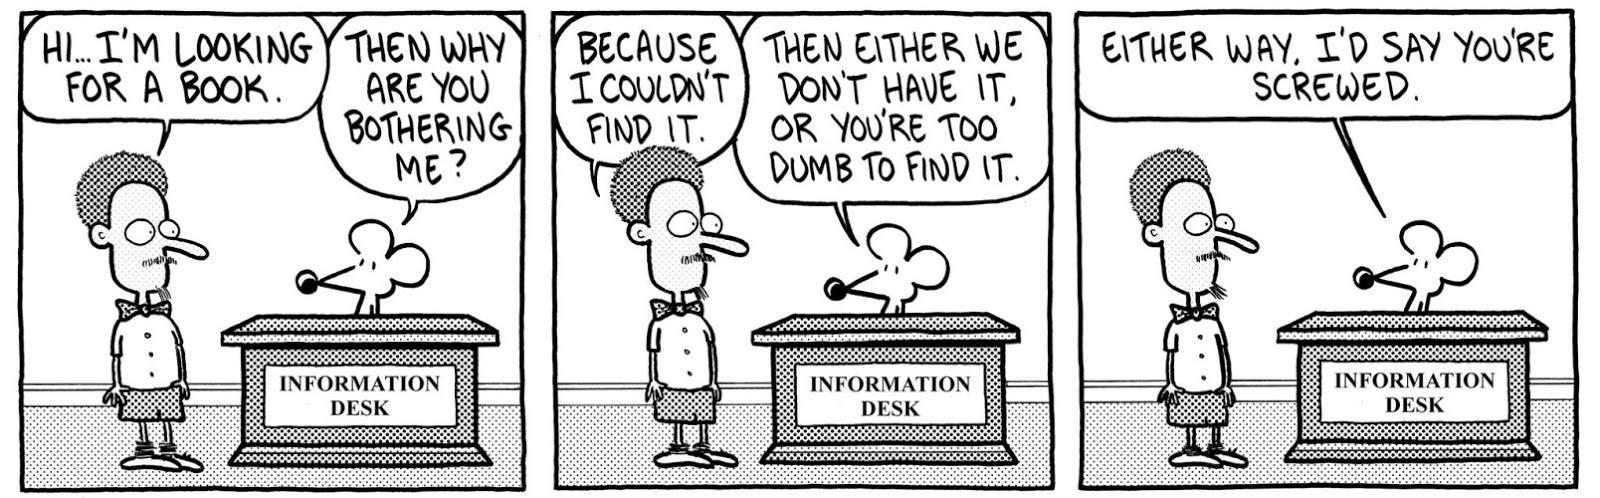 HI... I'M LOOKING
FOR A BOOK.
THEN WHY
ARE YOU
BOTHERING
ME?
INFORMATION
DESK
BECAUSE
I COULDN'T
FIND IT.
THEN EITHER WE
DON'T HAVE IT,
OR YOU'RE TOO
DUMB TO FIND IT.
INFORMATION
DESK
EITHER WAY, I'D SAY YOU'RE
SCREWED.
INFORMATION
DESK